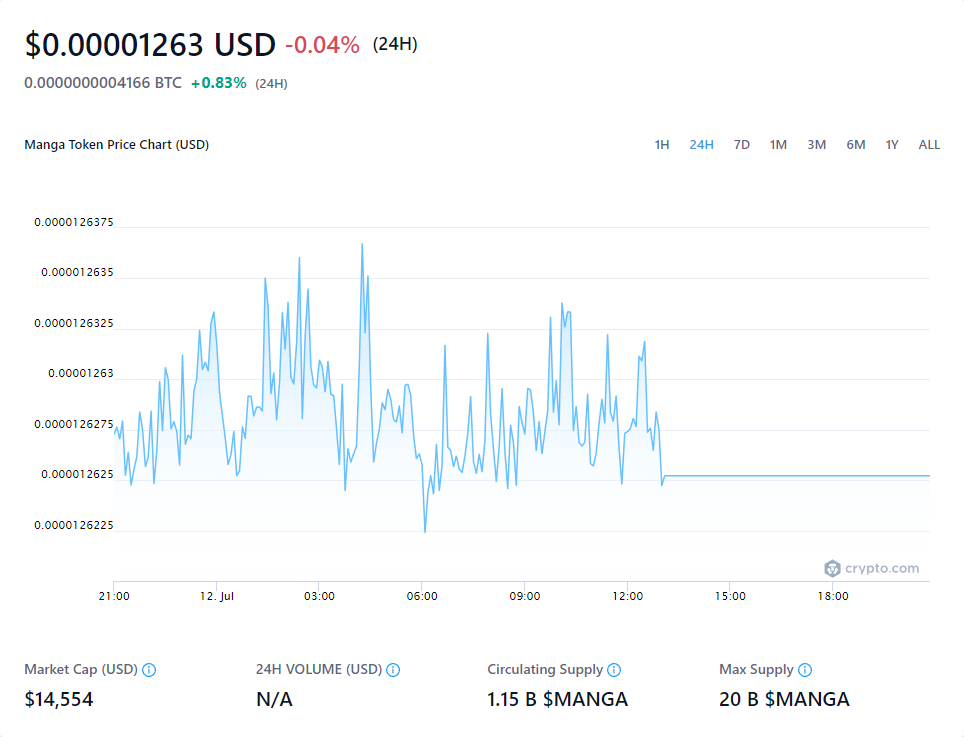 $0.00001263 USD -0.04% (24H)
0.0000000004166 BTC +0.83% (24H)
Manga Token Price Chart (USD) 1H 24H 7D 1M 3M 6M 1Y ALL
0.0000126375
0.000012635
0.0000126325
0.00001263
0.0000126275
0.000012625
0.0000126225
crypto.com
21:00 12. Jul 03:00 06:00 09:00 12:00 15:00 18:00
Market Cap (USD) 24H VOLUME (USD) Circulating Supply Max Supply
$14,554 N/A 1.15 B $MANGA 20 B $MANGA